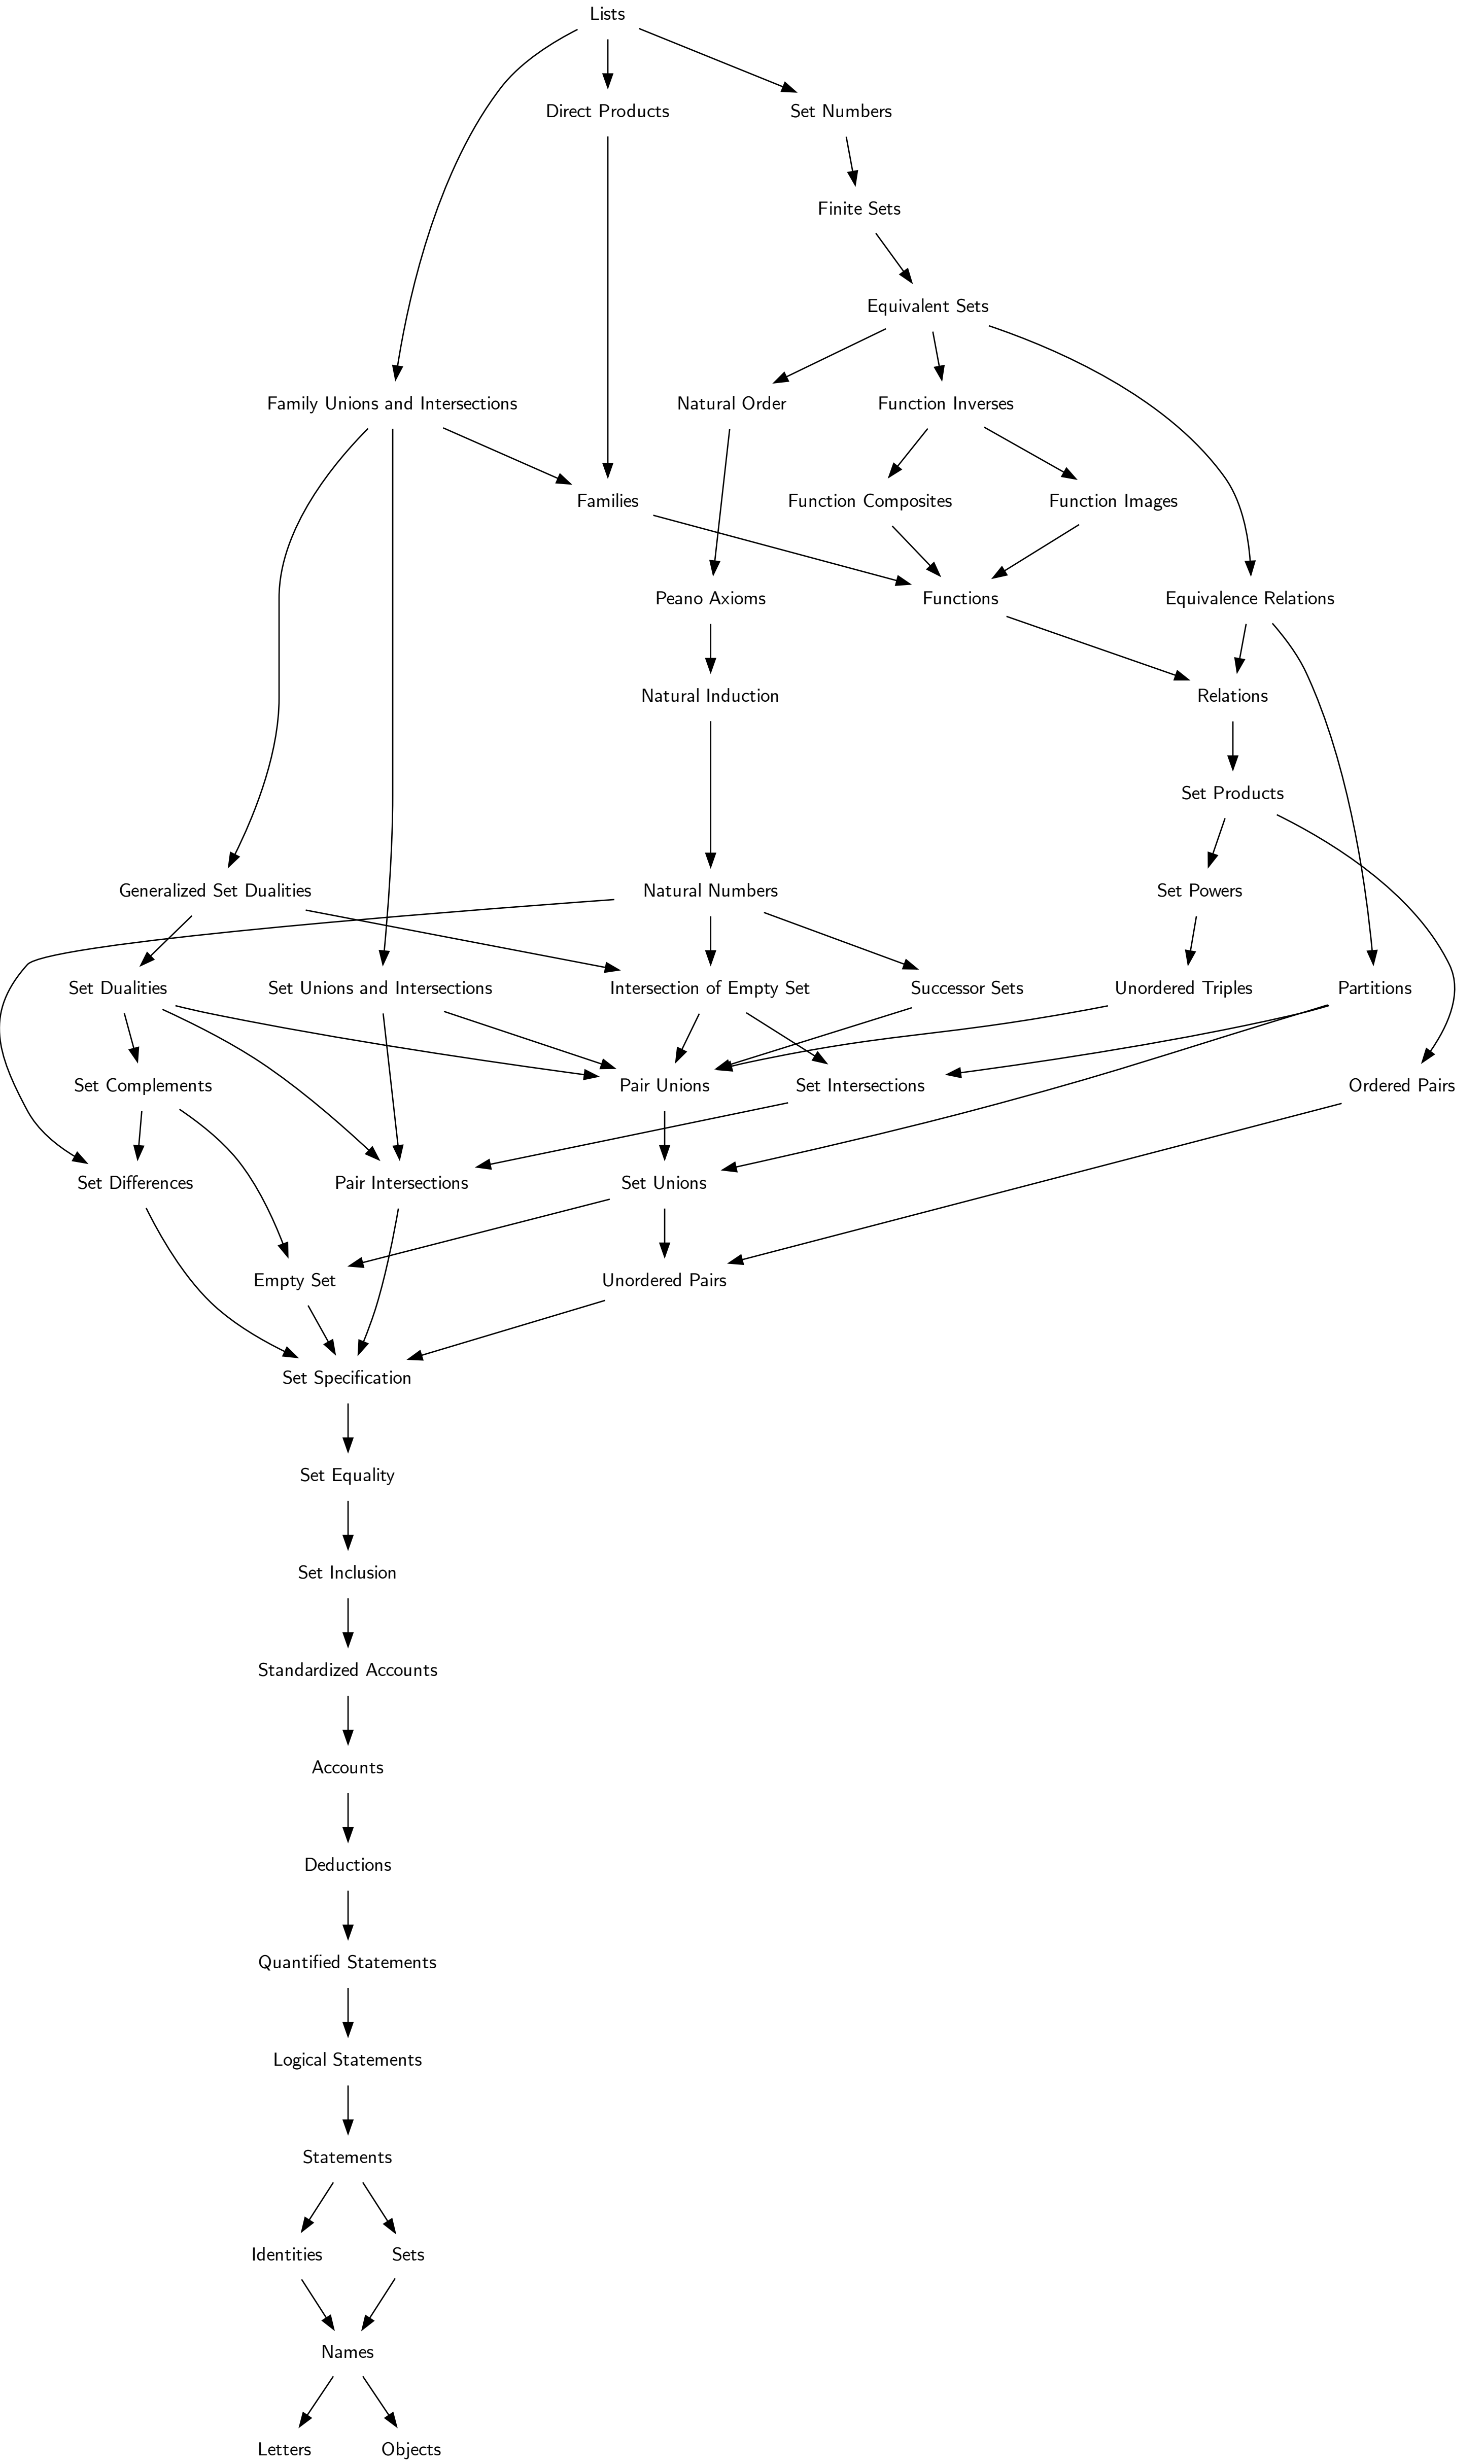 Lists
Direct Products
Set Numbers
Finite Sets
Equivalent Sets
Family Unions and Intersections
Natural Order
Function Inverses
Families
Function Composites
Function Images
Peano Axioms
Functions
Equivalence Relations
Natural Induction
Relations
Set Products
Generalized Set Dualities
Natural Numbers
Set Powers
Set Dualities
Set Unions and Intersections
Intersection of Empty Set
Successor Sets
Unordered Triples
Partitions
Set Complements
Pair Unions
Set Intersections
Ordered Pairs
Set Differences
Pair Intersections
Set Unions
Empty Set
Unordered Pairs
Set Specification
Set Equality
Set Inclusion
Standardized Accounts
Accounts
Deductions
Quantified Statements
Logical Statements
Statements
Identities
Sets
Names
Letters
Objects